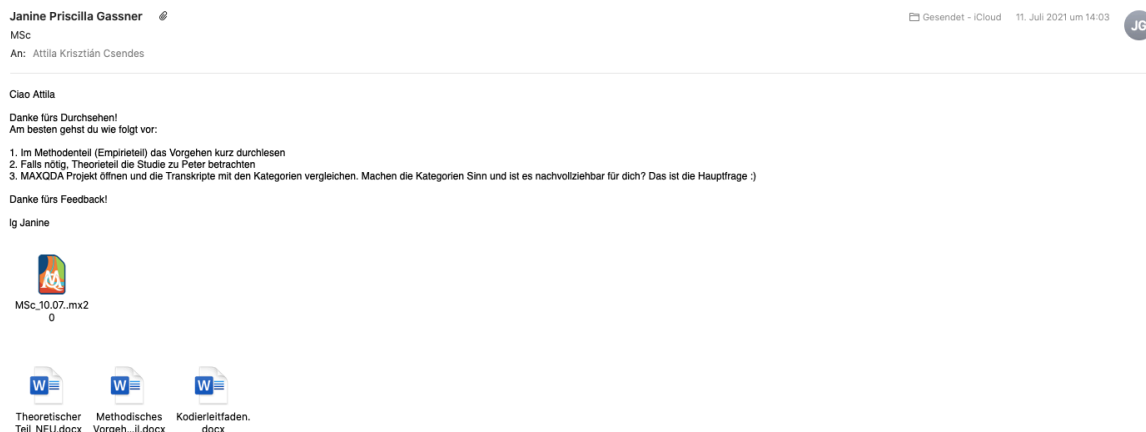 Janine Priscilla Gassner
Gesendet - iCloud 11. Juli 2021 um 14:03
JG
MSc
An: Attila Krisztián Csendes
Ciao Attila
Danke fürs Durchsehen!
Am besten gehst du wie folgt vor:
1. Im Methodenteil (Empirieteil) das Vorgehen kurz durchlesen
2. Falls nötig, Theorieteil die Studie zu Peter betrachten
3. MAXQDA Projekt öffnen und die Transkripte mit den Kategorien vergleichen. Machen die Kategorien Sinn und ist es nachvollziehbar für dich? Das ist die Hauptfrage :)
Danke fürs Feedback!
lg Janine
MSc_10.07..mx2
0
W W W
Theoretischer Methodisches Kodierleitfaden.
Teil_NEU.docx Vorgeh...il.docx docx